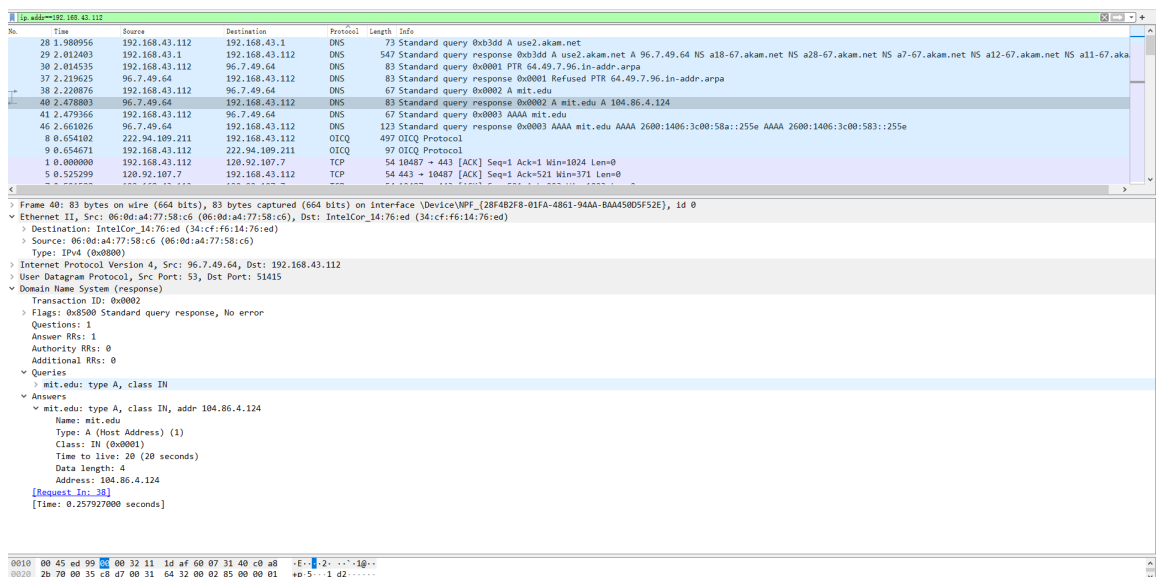 ip.addr==192.168.43.112
No. Time Source Destination Protocol Length Info
28 1.980956 192.168.43.112 192.168.43.1 DNS 73 Standard query 0xb3dd A use2.akam.net
29 2.012403 192.168.43.1 192.168.43.112 DNS 547 Standard query response 0xb3dd A use2.akam.net A 96.7.49.64 NS a18-67.akam.net NS a28-67.akam.net NS a7-67.akam.net NS a12-67.akam.net NS a11-67.aka
30 2.014535 192.168.43.112 96.7.49.64 DNS 83 Standard query 0x0001 PTR 64.49.7.96.in-addr.arpa
37 2.219625 96.7.49.64 192.168.43.112 DNS 83 Standard query response 0x0001 Refused PTR 64.49.7.96.in-addr.arpa
38 2.220876 192.168.43.112 96.7.49.64 DNS 67 Standard query 0x0002 A mit.edu
40 2.478803 96.7.49.64 192.168.43.112 DNS 83 Standard query response 0x0002 A mit.edu A 104.86.4.124
41 2.479366 192.168.43.112 96.7.49.64 DNS 67 Standard query 0x0003 AAAA mit.edu
46 2.661026 96.7.49.64 192.168.43.112 DNS 123 Standard query response 0x0003 AAAA mit.edu AAAA 2600:1406:3c00:58a::255e AAAA 2600:1406:3c00:583::255e
8 0.654102 222.94.109.211 192.168.43.112 OICQ 497 OICQ Protocol
9 0.654671 192.168.43.112 222.94.109.211 OICQ 97 OICQ Protocol
1 0.000000 192.168.43.112 120.92.107.7 TCP 54 10487 → 443 [ACK] Seq=1 Ack=1 Win=1024 Len=0
5 0.525299 120.92.107.7 192.168.43.112 TCP 54 443 → 10487 [ACK] Seq=1 Ack=521 Win=371 Len=0
Frame 40: 83 bytes on wire (664 bits), 83 bytes captured (664 bits) on interface \Device\NPF_{28F4B2F8-01FA-4861-94AA-BAA450D5F52E}, id 0
Ethernet II, Src: 06:0d:a4:77:58:c6 (06:0d:a4:77:58:c6), Dst: IntelCor_14:76:ed (34:cf:f6:14:76:ed)
Destination: IntelCor_14:76:ed (34:cf:f6:14:76:ed)
Source: 06:0d:a4:77:58:c6 (06:0d:a4:77:58:c6)
Type: IPv4 (0x0800)
Internet Protocol Version 4, Src: 96.7.49.64, Dst: 192.168.43.112
User Datagram Protocol, Src Port: 53, Dst Port: 51415
Domain Name System (response)
Transaction ID: 0x0002
Flags: 0x8500 Standard query response, No error
Questions: 1
Answer RRs: 1
Authority RRs: 0
Additional RRs: 0
Queries
mit.edu: type A, class IN
Answers
mit.edu: type A, class IN, addr 104.86.4.124
Name: mit.edu
Type: A (Host Address) (1)
Class: IN (0x0001)
Time to live: 20 (20 seconds)
Data length: 4
Address: 104.86.4.124
[Request In: 38]
[Time: 0.257927000 seconds]
0010 00 45 ed 99 00 00 32 11 1d af 60 07 31 40 c0 a8 ·E····2· ··`·1@··
0020 2b 70 00 35 c8 d7 00 31 64 32 00 02 85 00 00 01 +p·5···1 d2······